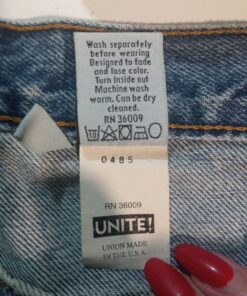 Wash separately
before wearing
Designed to fade
and lose color.
Turn Inside out
Machine wash
warm. Can be dry
cleaned.
RN 36009
0485
RN 36009
UNITE!
UNION MADE
IN THE U.S.A.